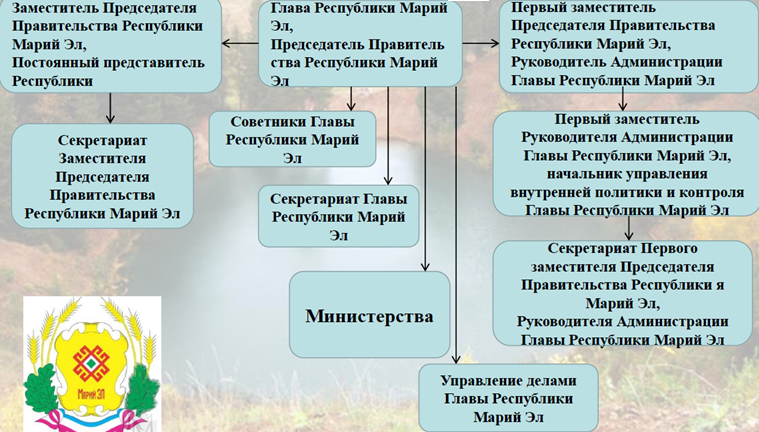 Заместитель Председателя
Правительства Республики
Марий Эл,
Постоянный представитель
Республики
Глава Республики Марий
Эл,
Председатель Правитель
ства Республики Марий
Эл
Первый заместитель
Председателя Правительства
Республики Марий Эл,
Руководитель Администрации
Главы Республики Марий Эл
Секретариат
Заместителя
Председателя
Правительства
Республики Марий Эл
Советники Главы
Республики Марий
Эл
Секретариат Главы
Республики Марий
Эл
Министерства
Управление делами
Главы Республики
Марий Эл
Первый заместитель
Руководителя Администрации
Главы Республики Марий Эл,
начальник управления
внутренней политики и контроля
Главы Республики Марий Эл
Секретариат Первого
заместителя Председателя
Правительства Республики я
Марий Эл,
Руководителя Администрации
Главы Республики Марий Эл
Марий ЭЛ